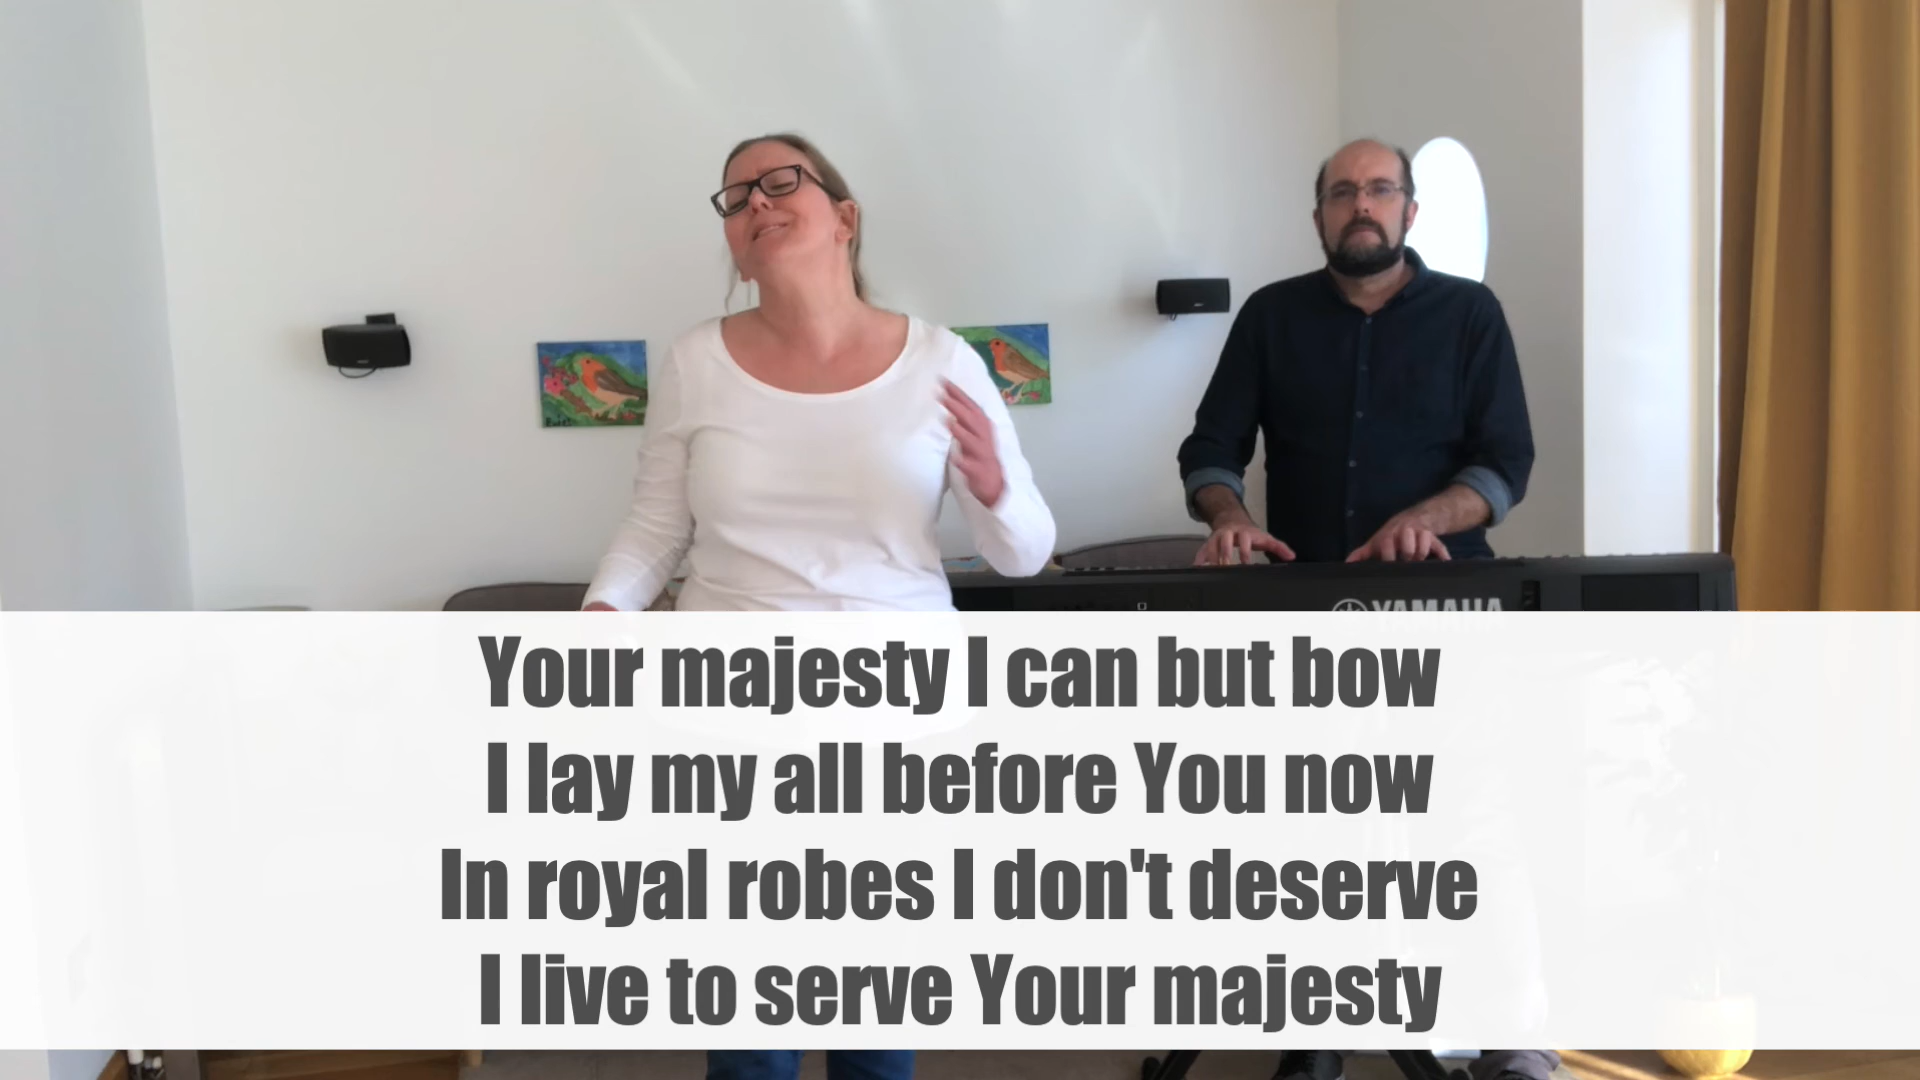 YAMAHA
Your majesty I can but bow
I lay my all before You now
In royal robes I don't deserve
I live to serve Your majesty